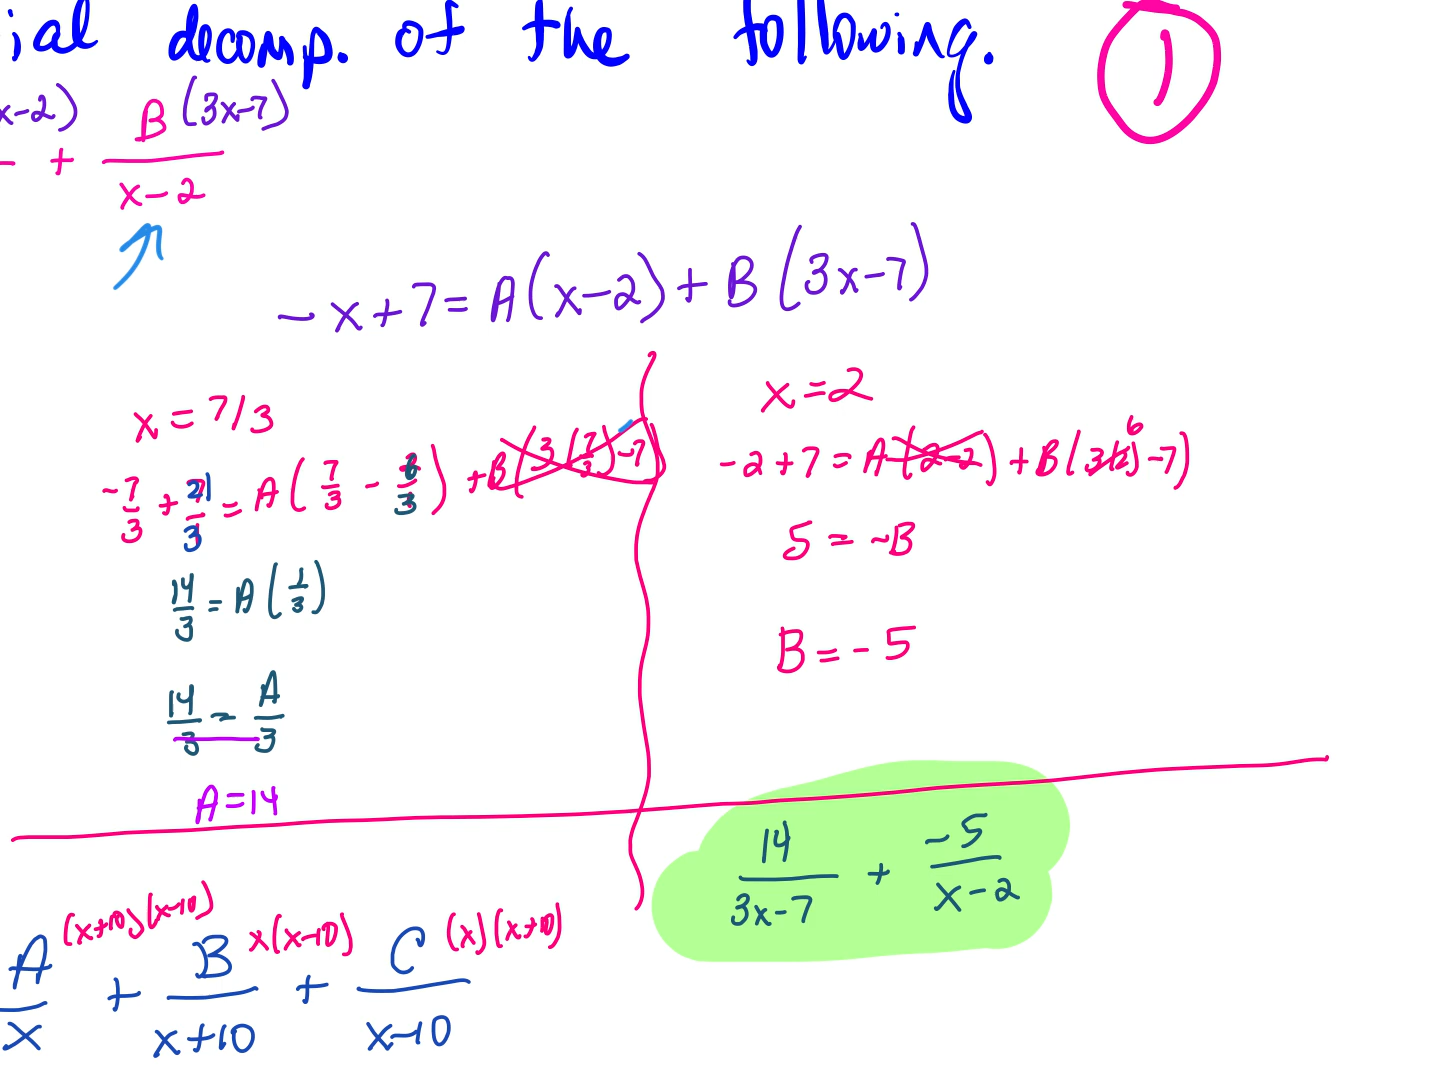 ial decomp. of the following. 1
x-2) B (3x-7)
+
x-2
-x+7=A(x-2)+B(3x-7)
x=7/3
-7/3 + 21/3 = A(7/3 - 6/3) + B(3(7/3)-7)
14/3 = A(1/3)
14/3 = A/3
A=14
x=2
-2+7=A(2-2)+B(3(2)-7) 6
5=-B
B=-5
14/3x-7 + -5/x-2
A (x+10)(x-10) B x(x-10) C (x)(x+10)
+ +
x x+10 x-10